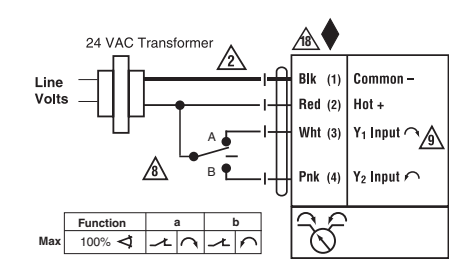 24 VAC Transformer
2
18
Line
Volts
Blk (1) Common –
Red (2) Hot +
A
Wht (3) Y₁ Input
9
8
B
Pnk (4) Y₂ Input
Function a b
Max 100%